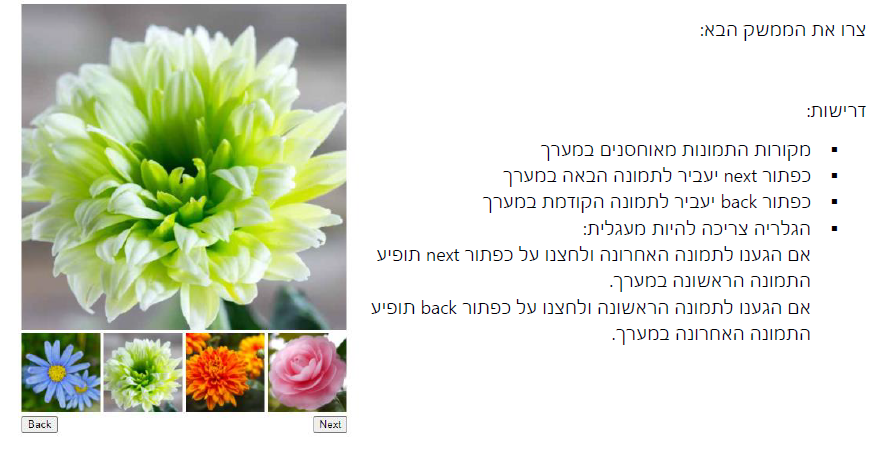 צרו את הממשק הבא:
דרישות:
▪ מקורות התמונות מאוחסנים במערך
▪ כפתור next יעביר לתמונה הבאה במערך
▪ כפתור back יעביר לתמונה הקודמת במערך
▪ הגלריה צריכה להיות מעגלית:
אם הגענו לתמונה האחרונה ולחצנו על כפתור next תופיע
התמונה הראשונה במערך.
אם הגענו לתמונה הראשונה ולחצנו על כפתור back תופיע
התמונה האחרונה במערך.
Back
Next